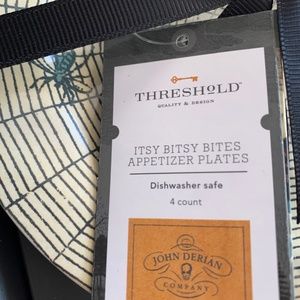 THRESHOLD
QUALITY & DESIGN
ITSY BITSY BITES
APPETIZER PLATES
Dishwasher safe
4 count
JOHN DERIAN
COMPANY